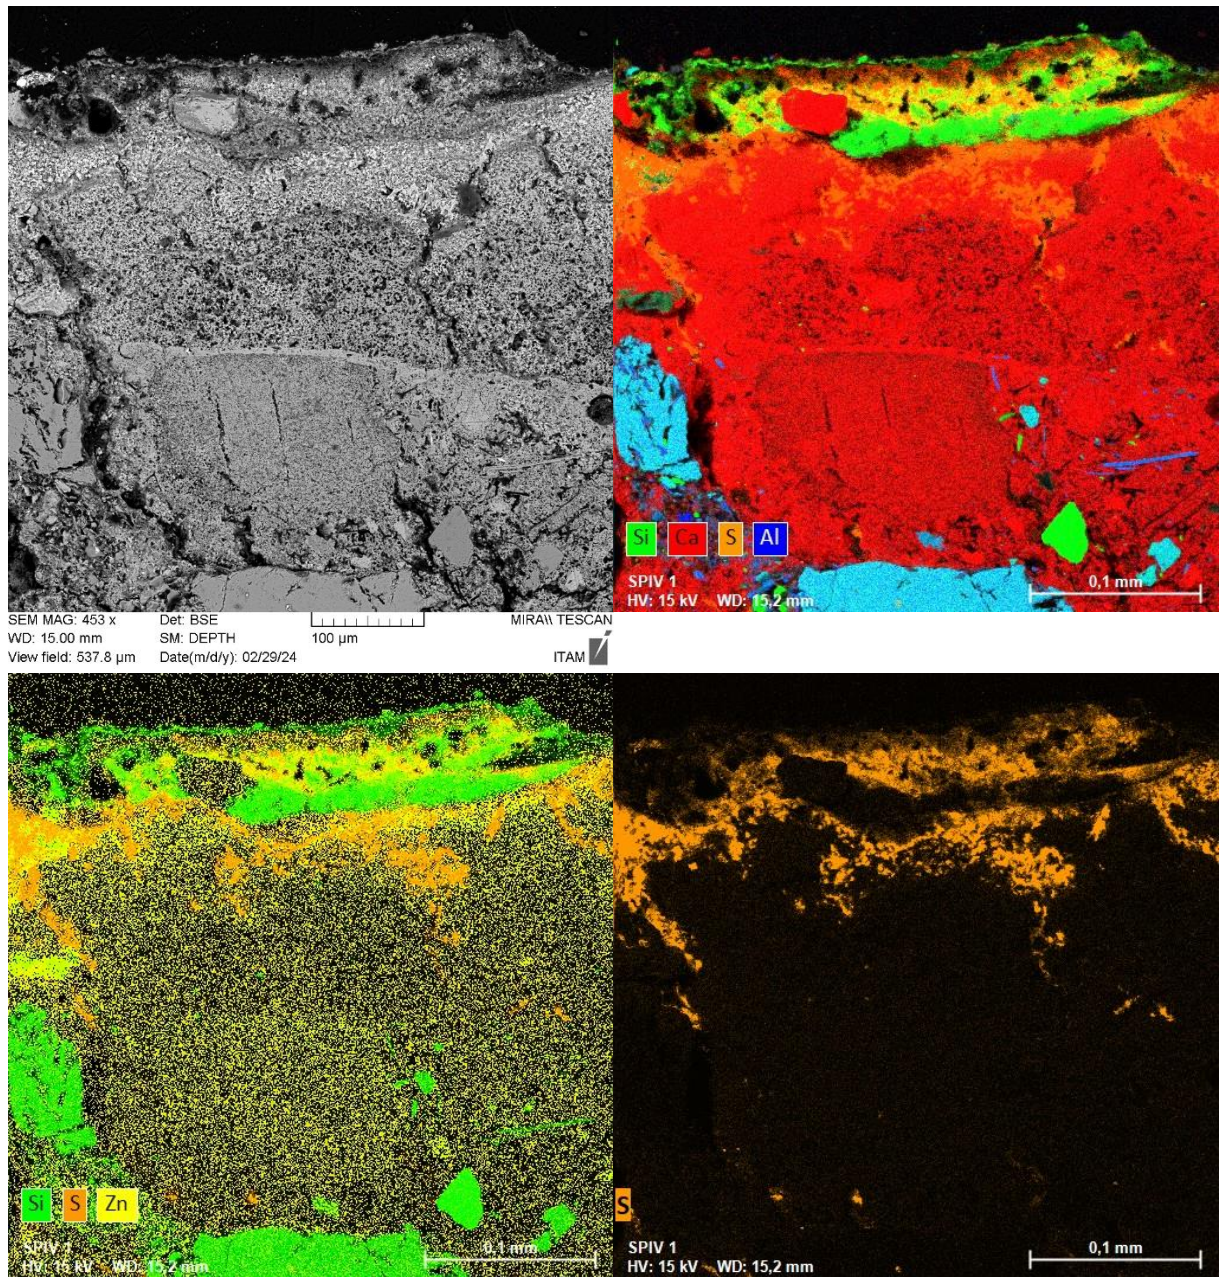 Si Ca S Al
SPIV 1
HV: 15 kV WD: 15,2 mm
0,1 mm
SEM MAG: 453 x Det: BSE MIRA\\ TESCAN
WD: 15.00 mm SM: DEPTH 100 µm
View field: 537.8 µm Date(m/d/y): 02/29/24 ITAM
Si S Zn
SPIV 1
HV: 15 kV WD: 15,2 mm
0,1 mm
S
SPIV 1
HV: 15 kV WD: 15,2 mm
0,1 mm